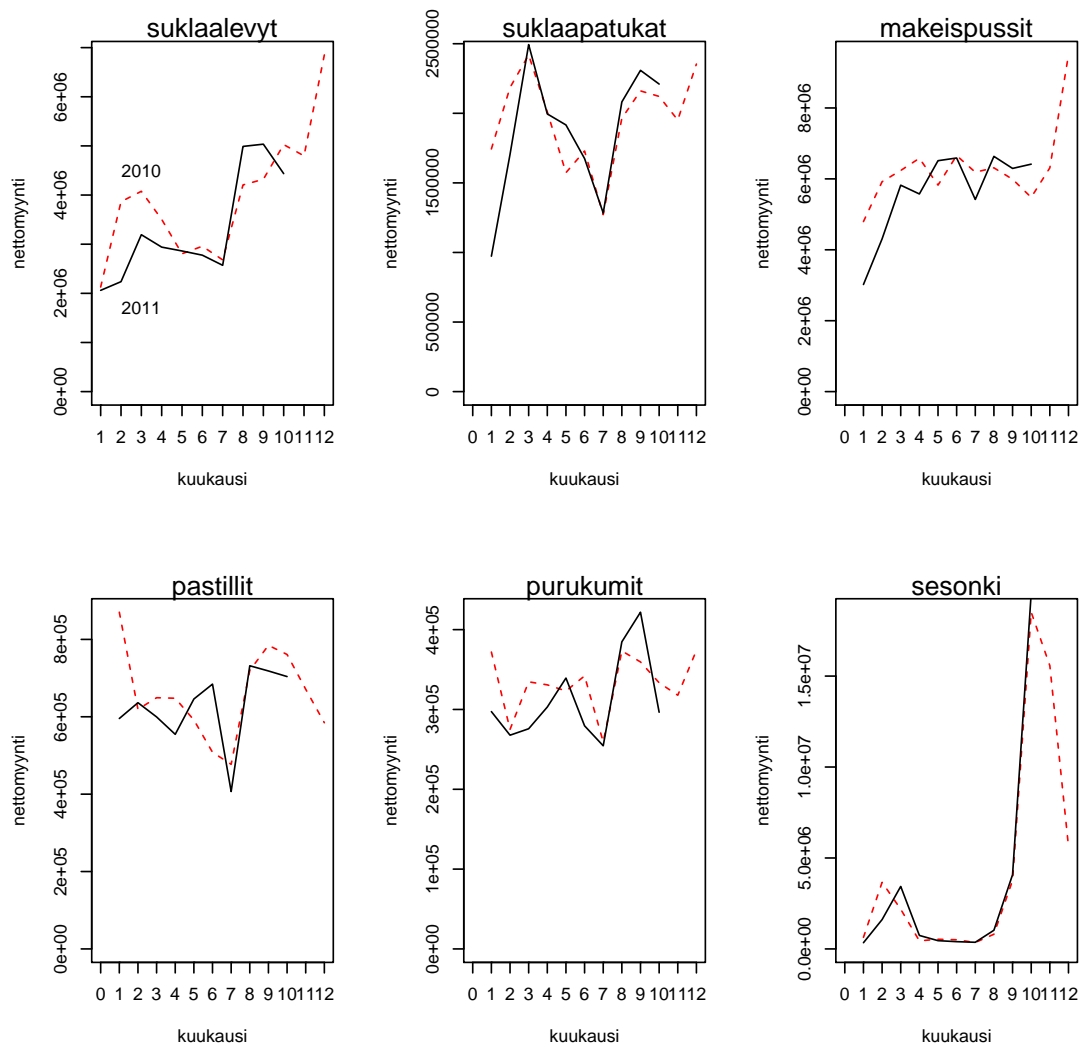 suklaalevyt
nettomyynti
0e+00 2e+06 4e+06 6e+06
2010
2011
1 2 3 4 5 6 7 8 9 10 11 12
kuukausi
suklaapatukat
nettomyynti
0 500000 1500000 2500000
0 1 2 3 4 5 6 7 8 9 10 11 12
kuukausi
makeispussit
nettomyynti
0e+00 2e+06 4e+06 6e+06 8e+06
0 1 2 3 4 5 6 7 8 9 10 11 12
kuukausi
pastillit
nettomyynti
0e+00 2e+05 4e+05 6e+05 8e+05
0 1 2 3 4 5 6 7 8 9 10 11 12
kuukausi
purukumit
nettomyynti
0e+00 1e+05 2e+05 3e+05 4e+05
0 1 2 3 4 5 6 7 8 9 10 11 12
kuukausi
sesonki
nettomyynti
0.0e+00 5.0e+06 1.0e+07 1.5e+07
0 1 2 3 4 5 6 7 8 9 10 11 12
kuukausi